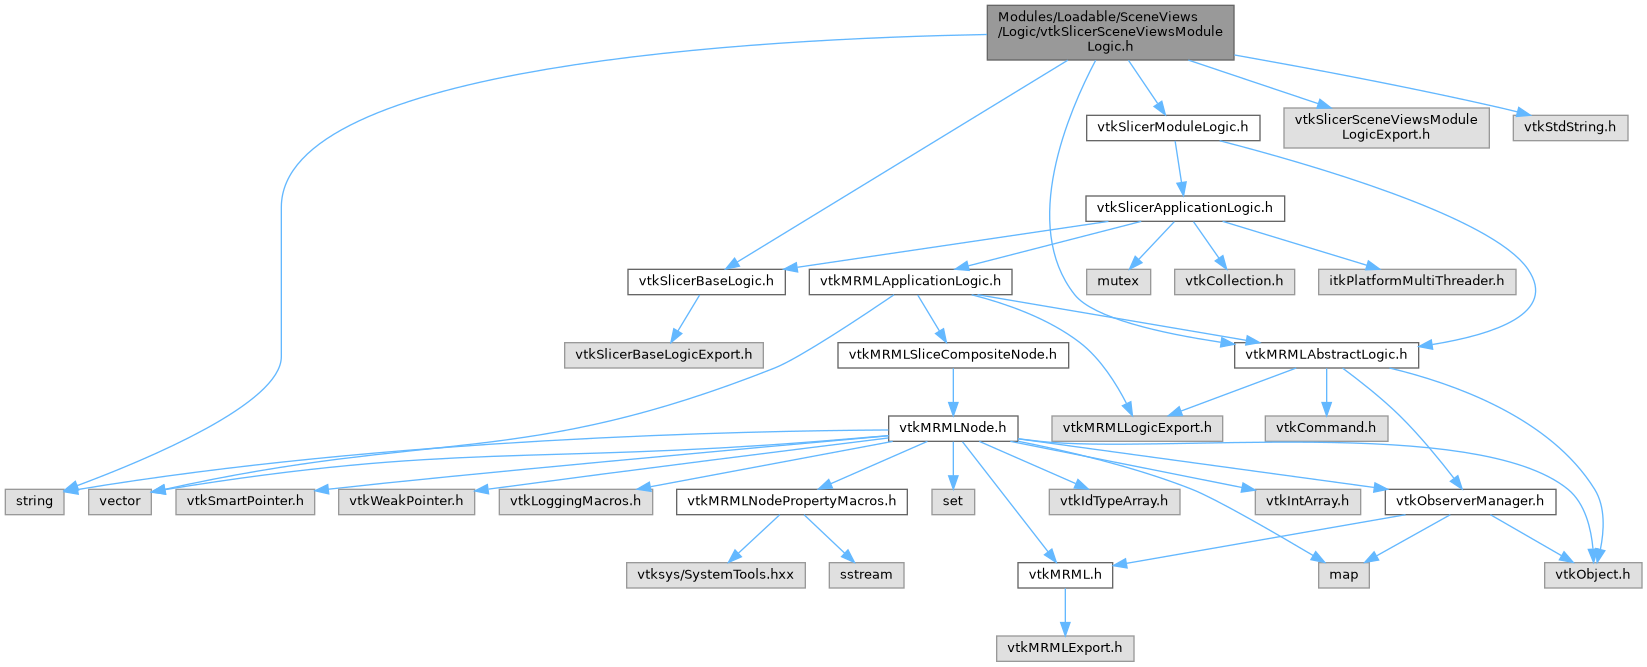 Modules/Loadable/SceneViews
/Logic/vtkSlicerSceneViewsModule
Logic.h
vtkSlicerModuleLogic.h
vtkSlicerSceneViewsModule
LogicExport.h
vtkStdString.h
vtkSlicerApplicationLogic.h
vtkSlicerBaseLogic.h
vtkMRMLApplicationLogic.h
mutex
vtkCollection.h
itkPlatformMultiThreader.h
vtkSlicerBaseLogicExport.h
vtkMRMLSliceCompositeNode.h
vtkMRMLAbstractLogic.h
vtkMRMLNode.h
vtkMRMLLogicExport.h
vtkCommand.h
string
vector
vtkSmartPointer.h
vtkWeakPointer.h
vtkLoggingMacros.h
vtkMRMLNodePropertyMacros.h
set
vtkIdTypeArray.h
vtkIntArray.h
vtkObserverManager.h
vtksys/SystemTools.hxx
sstream
vtkMRML.h
map
vtkObject.h
vtkMRMLExport.h